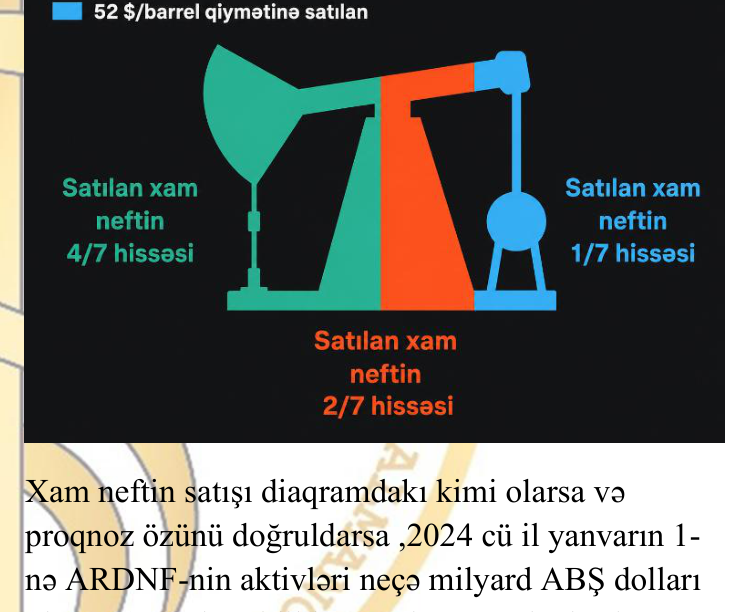 52 $/barrel qiymətinə satılan
Satılan xam
neftin
4/7 hissəsi
Satılan xam
neftin
1/7 hissəsi
Satılan xam
neftin
2/7 hissəsi
Xam neftin satışı diaqramdakı kimi olarsa və
proqnoz özünü doğruldarsa ,2024 cü il yanvarın 1-
nə ARDNF-nin aktivləri neçə milyard ABŞ dolları